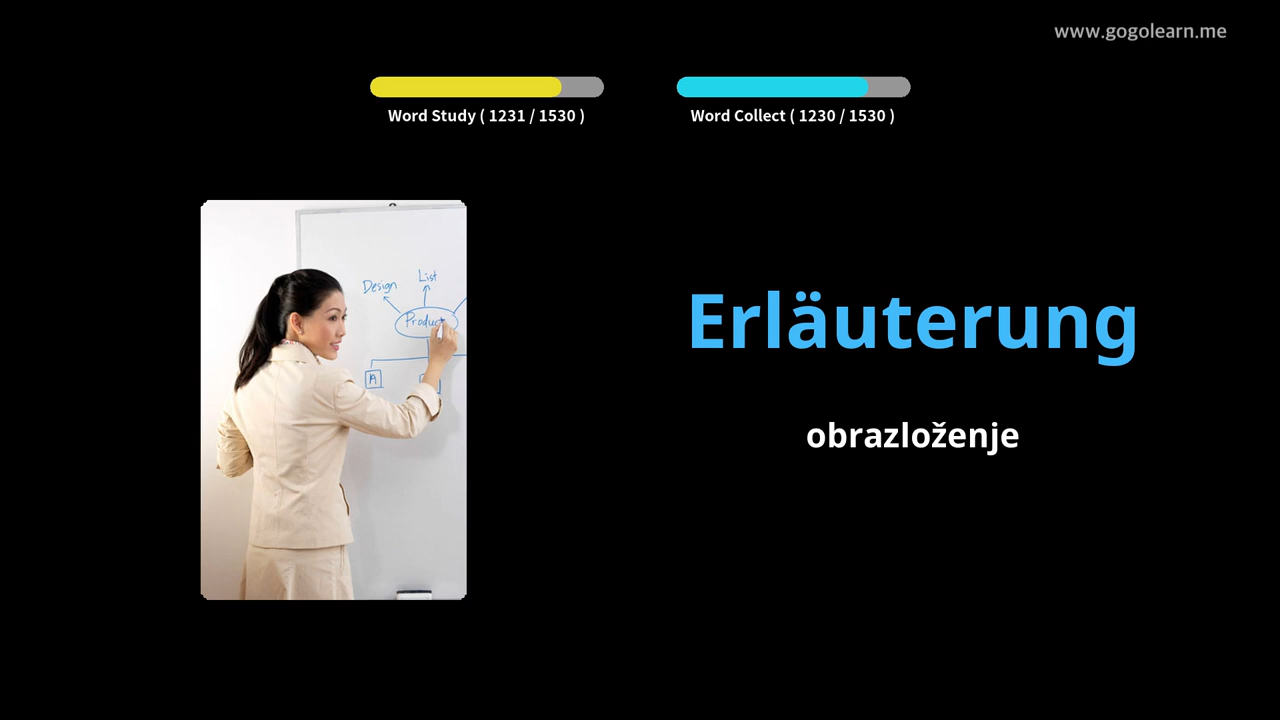 www.gogolearn.me
Word Study ( 1231 / 1530 )
Word Collect ( 1230 / 1530 )
Design
List
Product
A
Erläuterung
obrazloženje